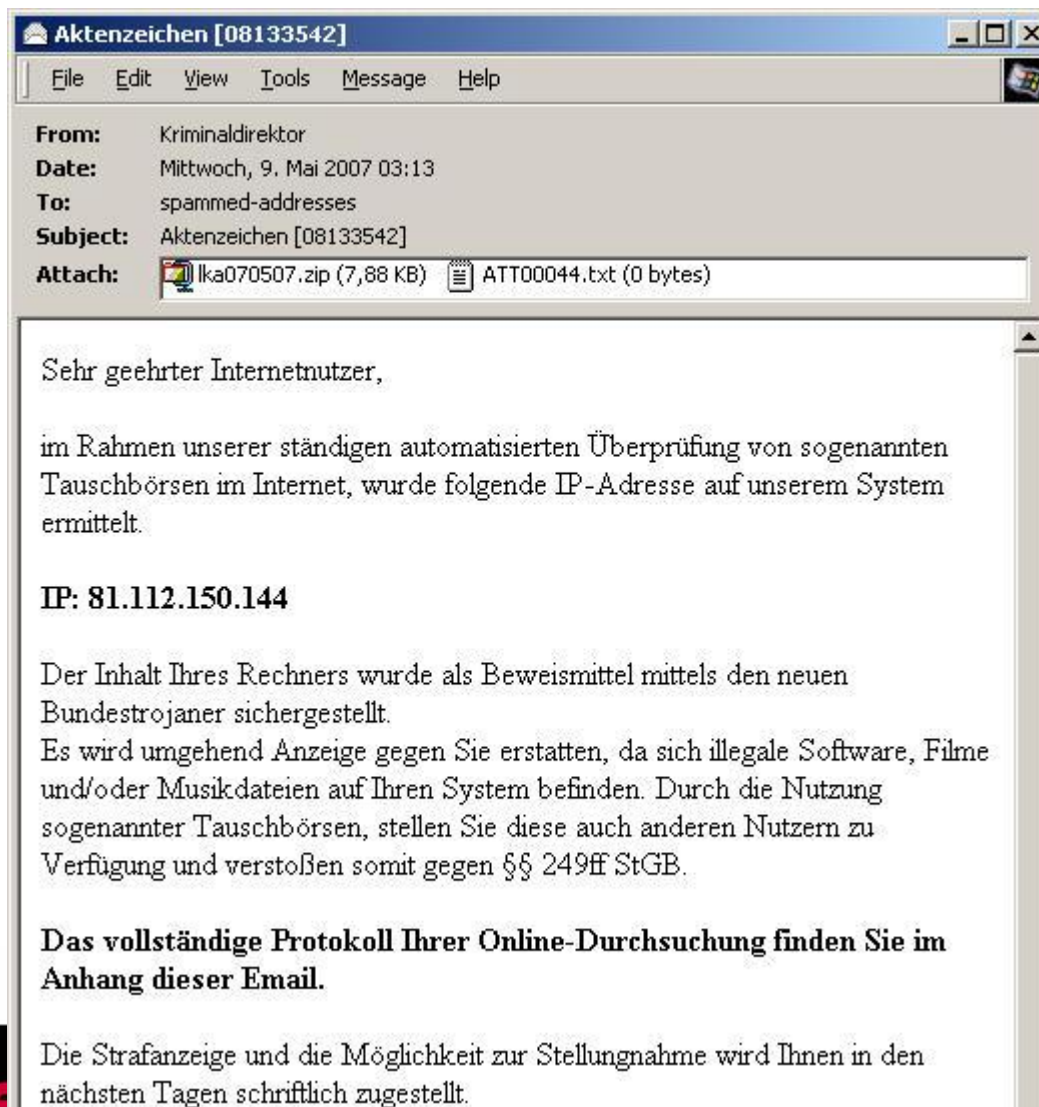 Aktenzeichen [08133542]
File Edit View Tools Message Help
From: Kriminaldirektor
Date: Mittwoch, 9. Mai 2007 03:13
To: spammed-addresses
Subject: Aktenzeichen [08133542]
Attach: lka070507.zip (7,88 KB) ATT00044.txt (0 bytes)
Sehr geehrter Internetnutzer,
im Rahmen unserer ständigen automatisierten Überprüfung von sogenannten
Tauschbörsen im Internet, wurde folgende IP-Adresse auf unserem System
ermittelt.
IP: 81.112.150.144
Der Inhalt Ihres Rechners wurde als Beweismittel mittels den neuen
Bundestrojaner sichergestellt.
Es wird umgehend Anzeige gegen Sie erstatten, da sich illegale Software, Filme
und/oder Musikdateien auf Ihren System befinden. Durch die Nutzung
sogenannter Tauschbörsen, stellen Sie diese auch anderen Nutzern zu
Verfügung und verstoßen somit gegen §§ 249ff StGB.
Das vollständige Protokoll Ihrer Online-Durchsuchung finden Sie im
Anhang dieser Email.
Die Strafanzeige und die Möglichkeit zur Stellungnahme wird Ihnen in den
nächsten Tagen schriftlich zugestellt.